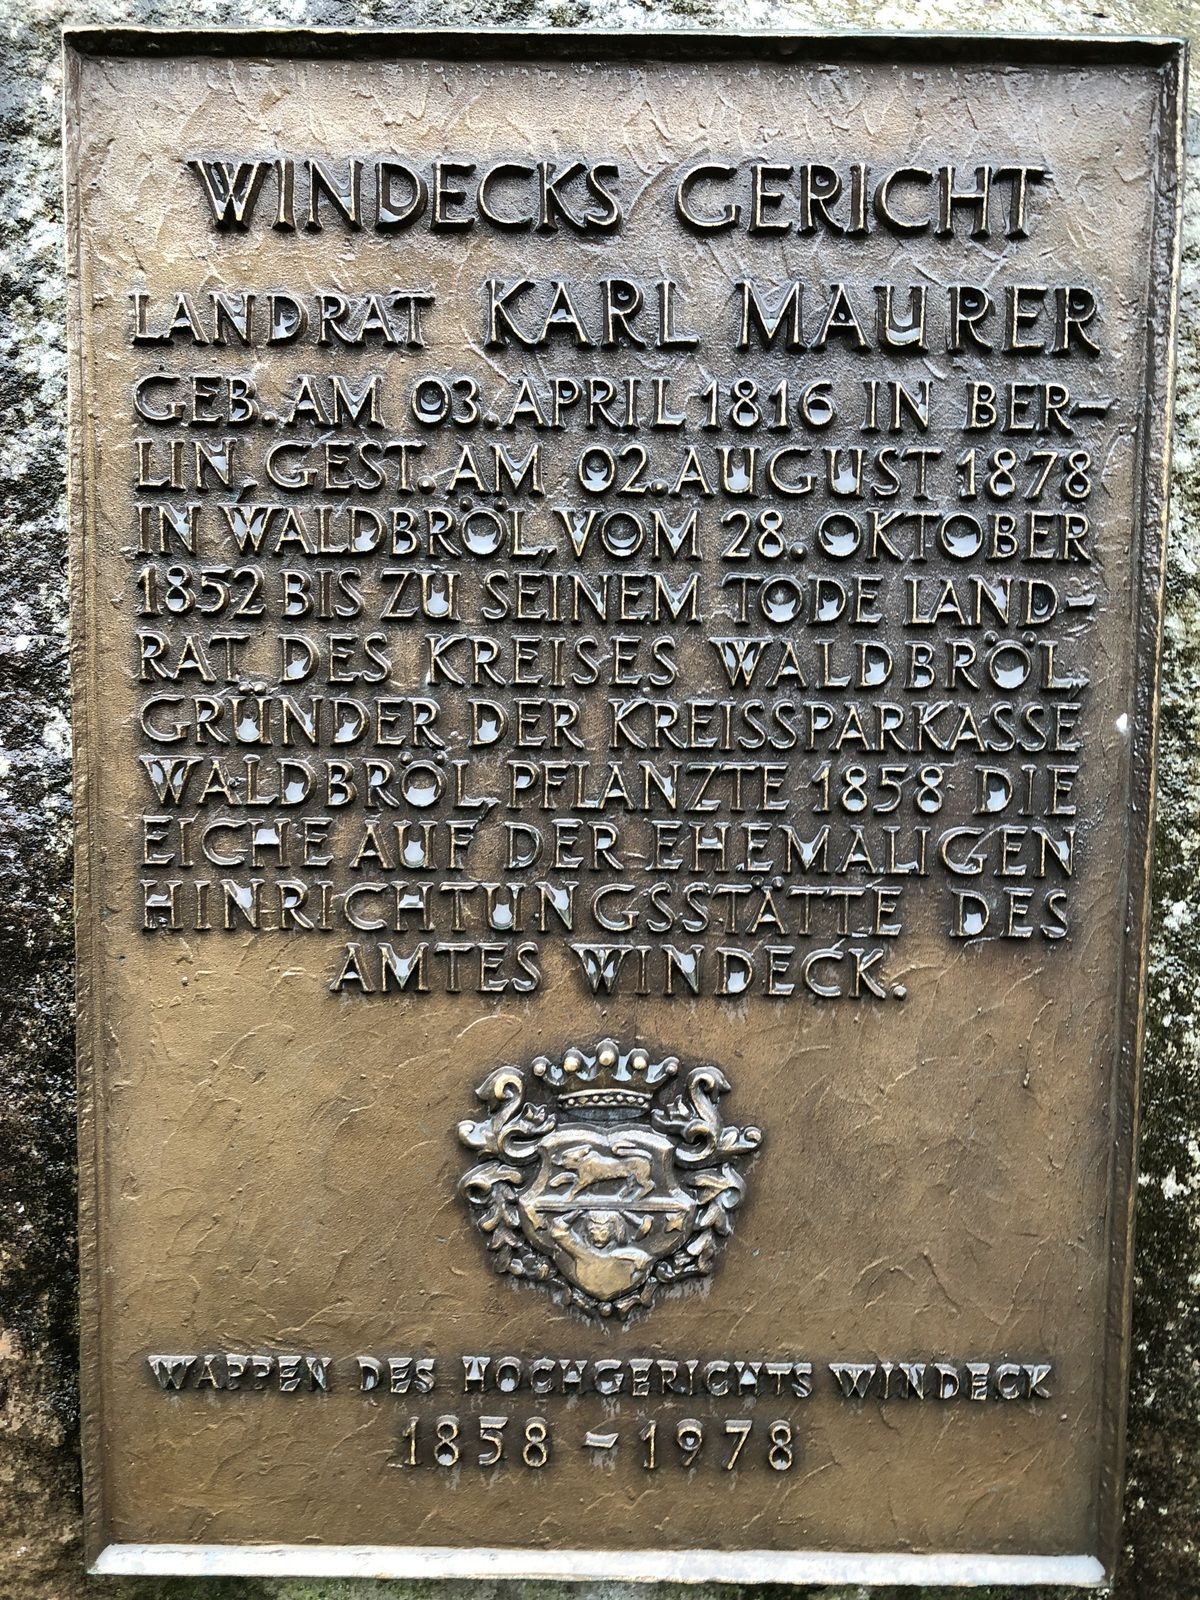 WINDECKS GERICHT
LANDRAT KARL MAURER
GEB. AM 03. APRIL 1816 IN BER-
LIN, GEST. AM 02. AUGUST 1878
IN WALDBRÖL, VOM 28. OKTOBER
1852 BIS ZU SEINEM TODE LAND-
RAT DES KREISES WALDBRÖL,
GRÜNDER DER KREISSPARKASSE
WALDBRÖL, PFLANZTE 1858 DIE
EICHE AUF DER EHEMALIGEN
HINRICHTUNGSSTÄTTE DES
AMTES WINDECK.
WAPPEN DES HOCHGERICHTS WINDECK
1858 - 1978